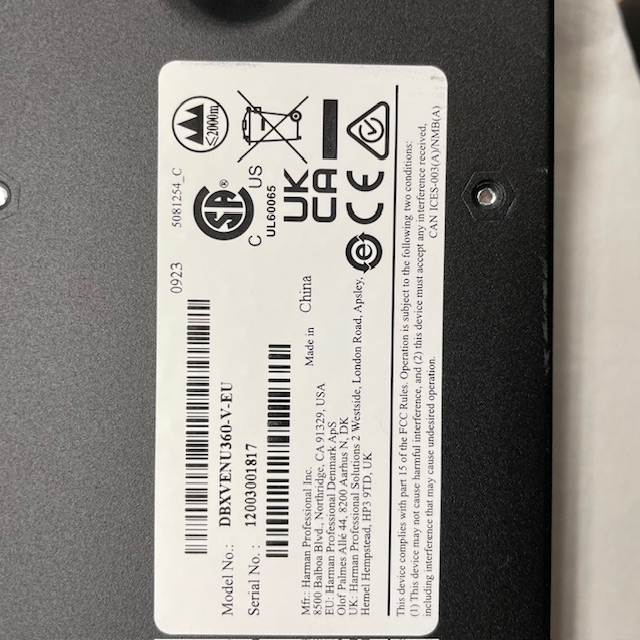 0923 5081254_C
≤2000m
Model No.: DBXVENU360-V-EU
Serial No. : 12003001817
C SA® US
UL60065
UK
CA
CE
Made in China
Mfr.: Harman Professional Inc.
8500 Balboa Blvd., Northridge, CA 91329, USA
EU: Harman Professional Denmark ApS
Olof Palmes Allé 44, 8200 Aarhus N, DK
UK: Harman Professional Solutions 2 Westside, London Road, Apsley,
Hemel Hempstead, HP3 9TD, UK
e
This device complies with part 15 of the FCC Rules. Operation is subject to the following two conditions:
(1) This device may not cause harmful interference, and (2) this device must accept any interference received,
including interference that may cause undesired operation.
CAN ICES-003(A)/NMB(A)